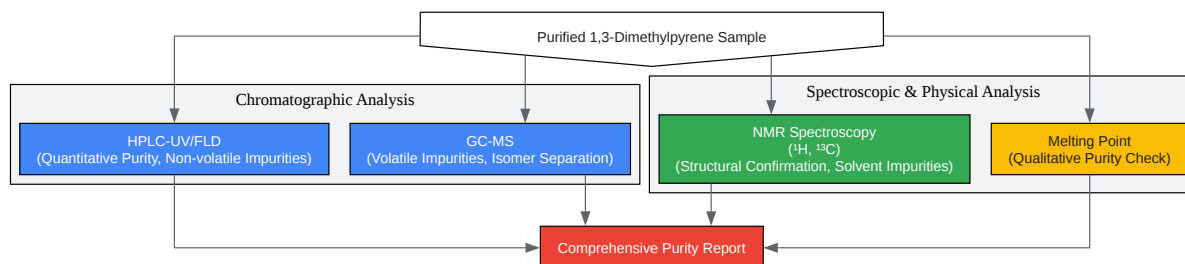 Purified 1,3-Dimethylpyrene Sample
Chromatographic Analysis
HPLC-UV/FLD
(Quantitative Purity, Non-volatile Impurities)
GC-MS
(Volatile Impurities, Isomer Separation)
Spectroscopic & Physical Analysis
NMR Spectroscopy
(¹H, ¹³C)
(Structural Confirmation, Solvent Impurities)
Melting Point
(Qualitative Purity Check)
Comprehensive Purity Report